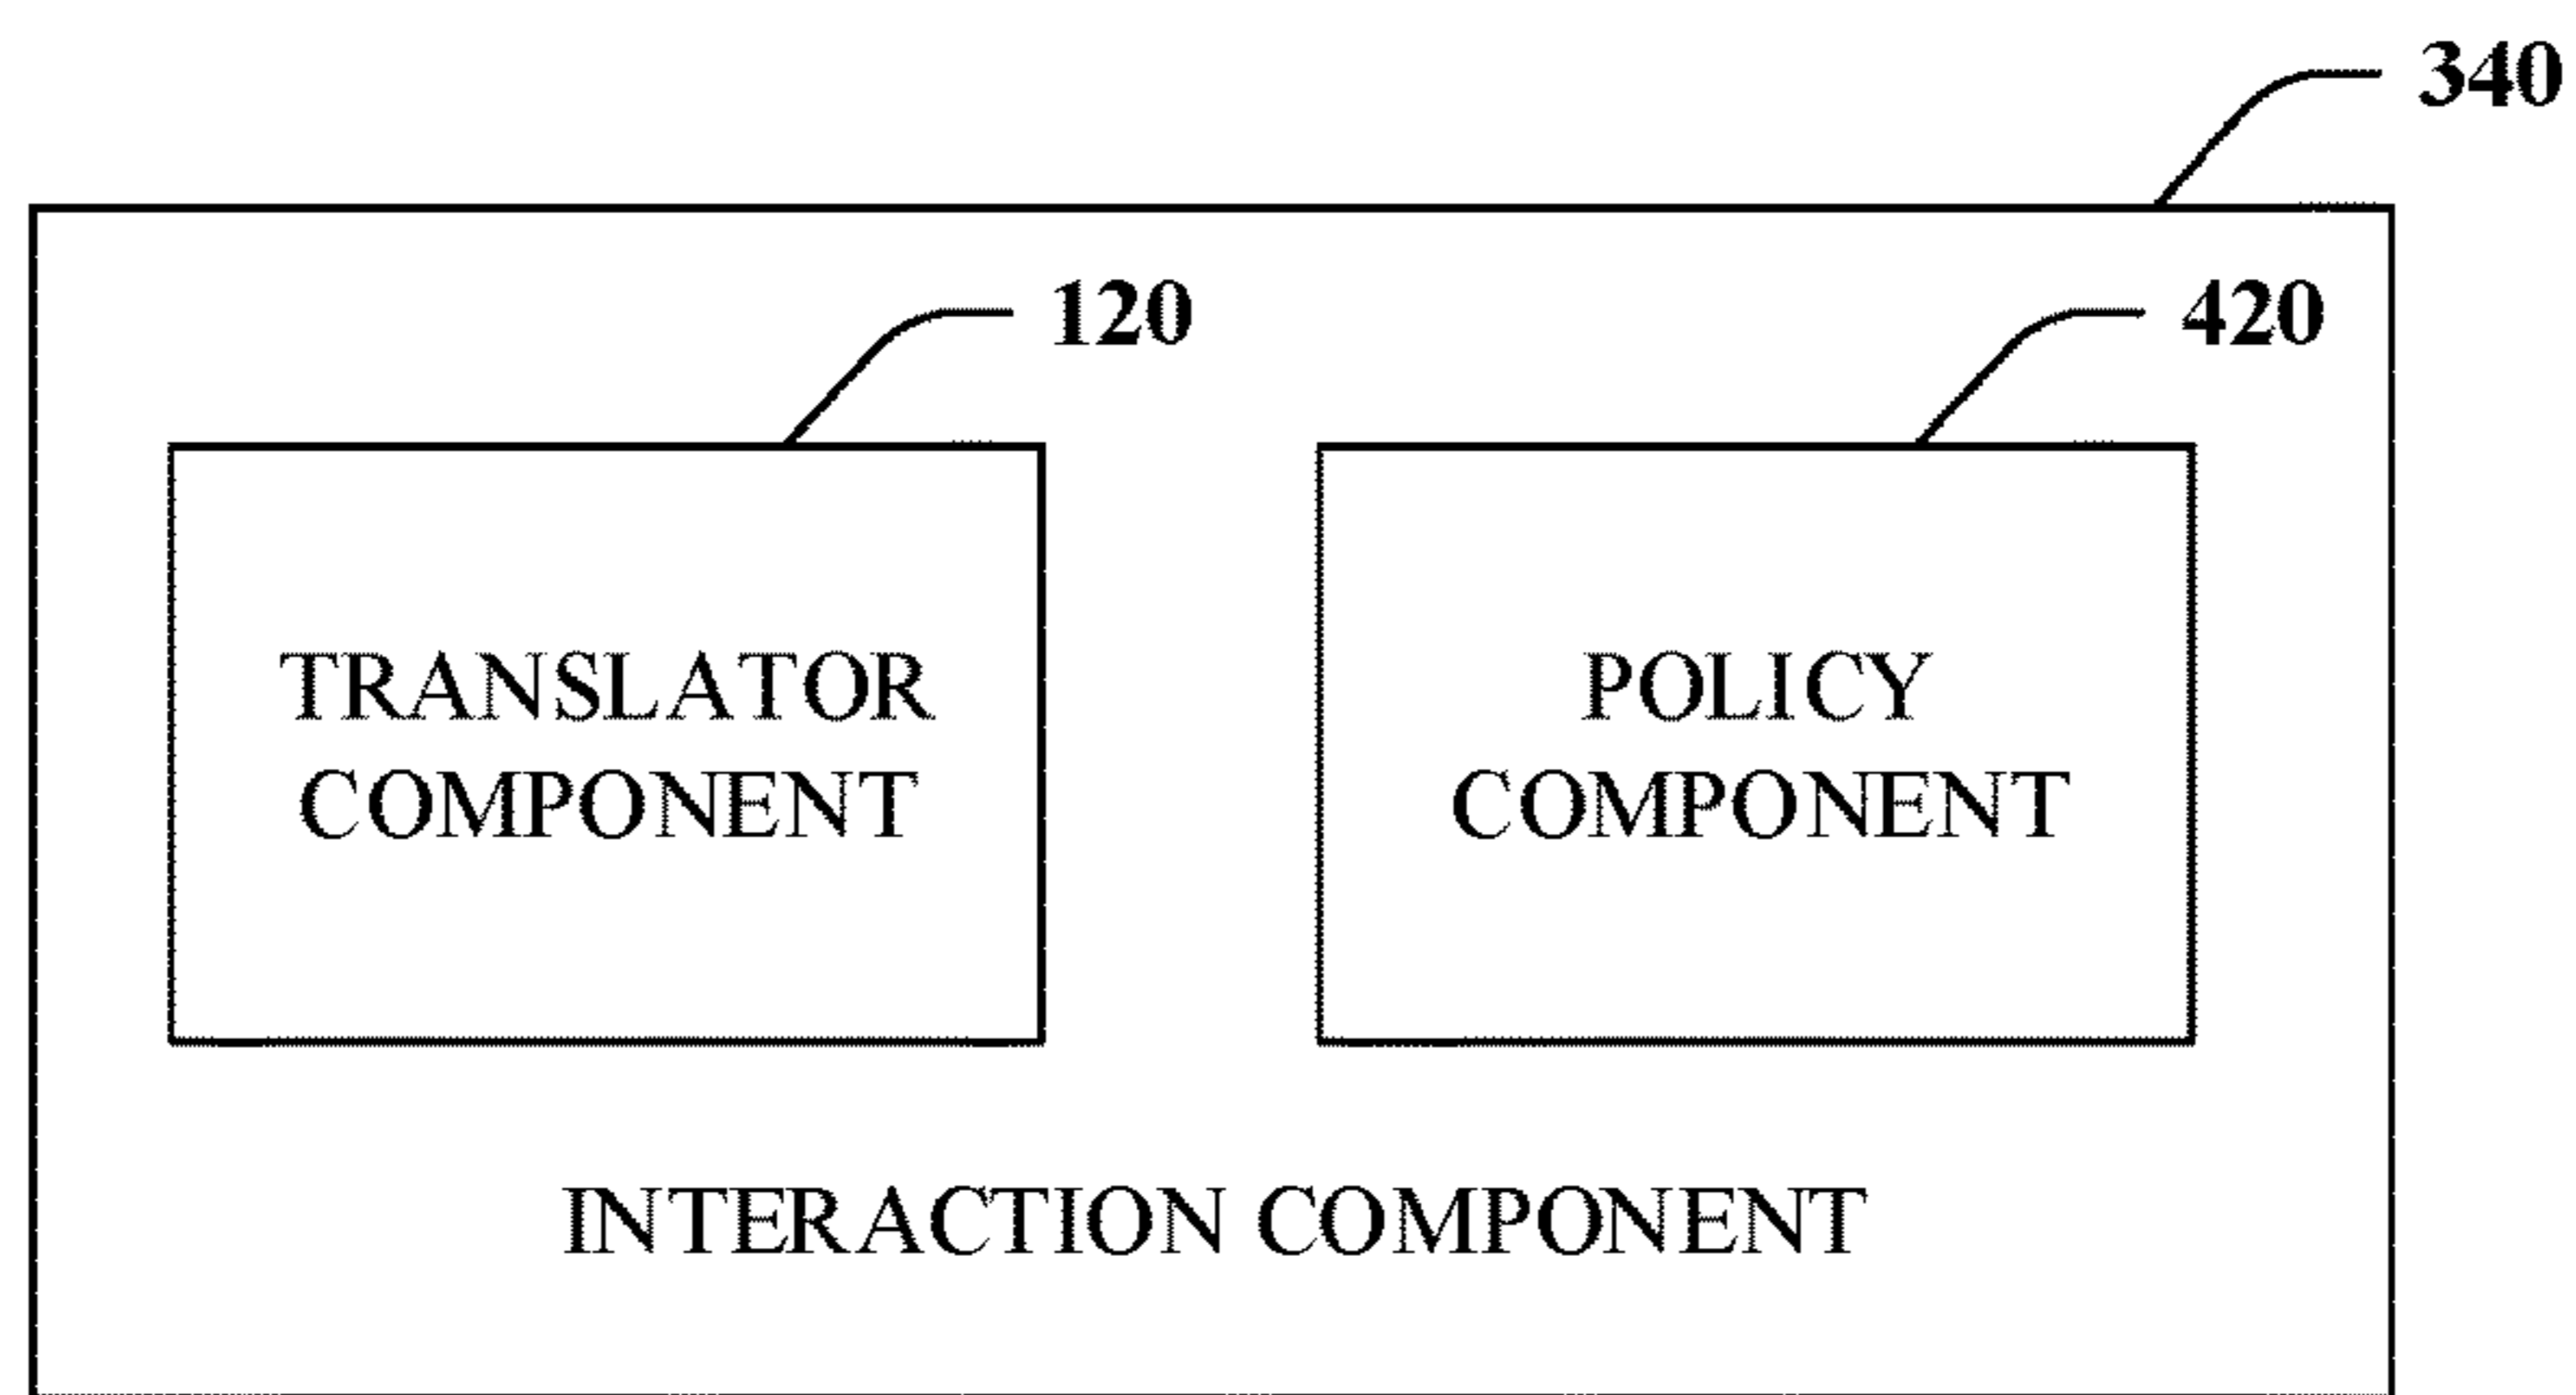 340
120
420
TRANSLATOR
COMPONENT
POLICY
COMPONENT
INTERACTION COMPONENT